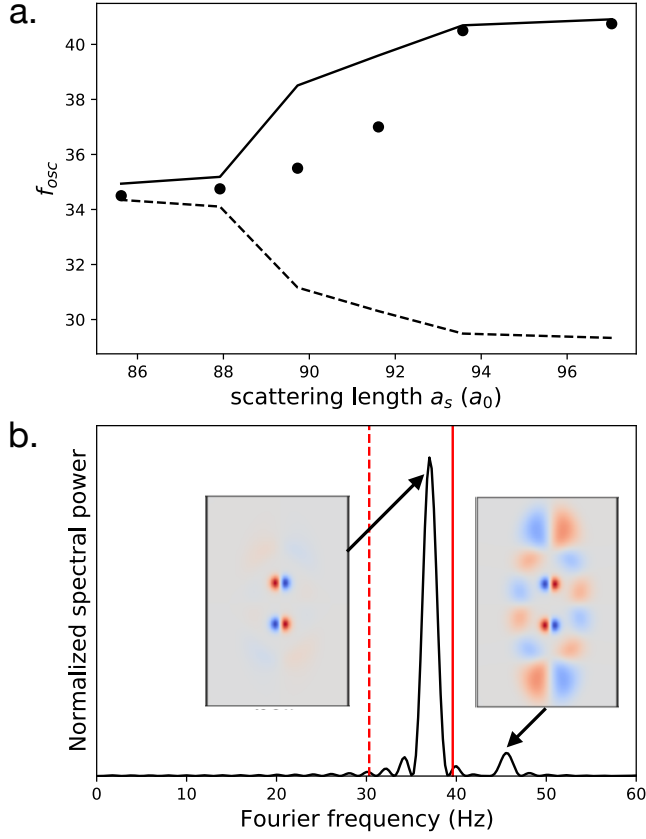 a.
40
38
36
34
32
30
f_osc
86 88 90 92 94 96
scattering length a_s (a_0)
b.
Normalized spectral power
0 10 20 30 40 50 60
Fourier frequency (Hz)